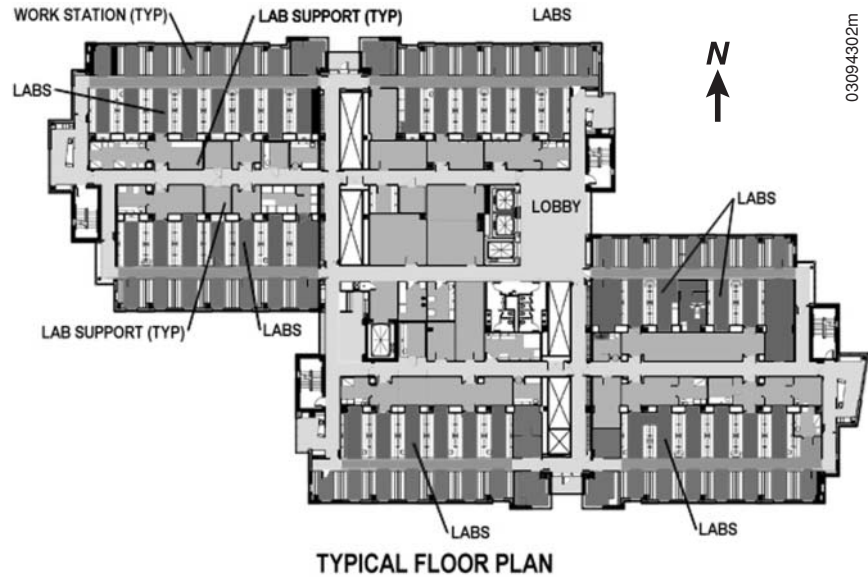 WORK STATION (TYP)
LAB SUPPORT (TYP)
LABS
N
03094302m
LABS
LABS
LOBBY
LAB SUPPORT (TYP)
LABS
LABS
LABS
TYPICAL FLOOR PLAN